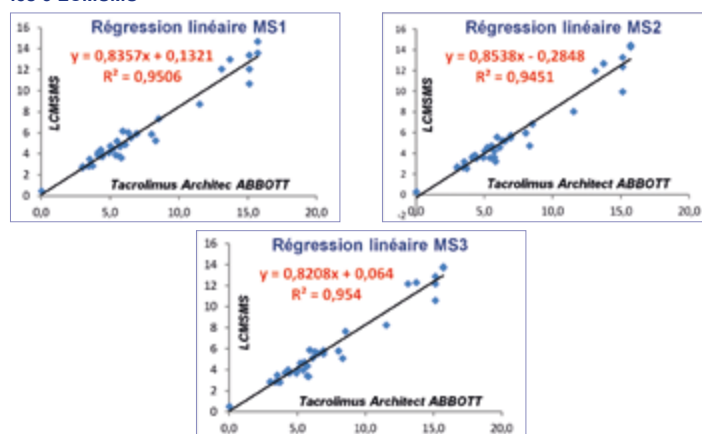 Régression linéaire MS1
y = 0,8357x + 0,1321
R² = 0,9506
LCMSMS
Tacrolimus Architec ABBOTT
16
14
12
10
8
6
4
2
0
0,0 5,0 10,0 15,0 20,0
Régression linéaire MS2
y = 0,8538x - 0,2848
R² = 0,9451
LCMSMS
Tacrolimus Architect ABBOTT
16
14
12
10
8
6
4
2
0
-2
0,0 5,0 10,0 15,0 20,0
Régression linéaire MS3
y = 0,8208x + 0,064
R² = 0,954
LCMSMS
Tacrolimus Architect ABBOTT
16
14
12
10
8
6
4
2
0
0,0 5,0 10,0 15,0 20,0